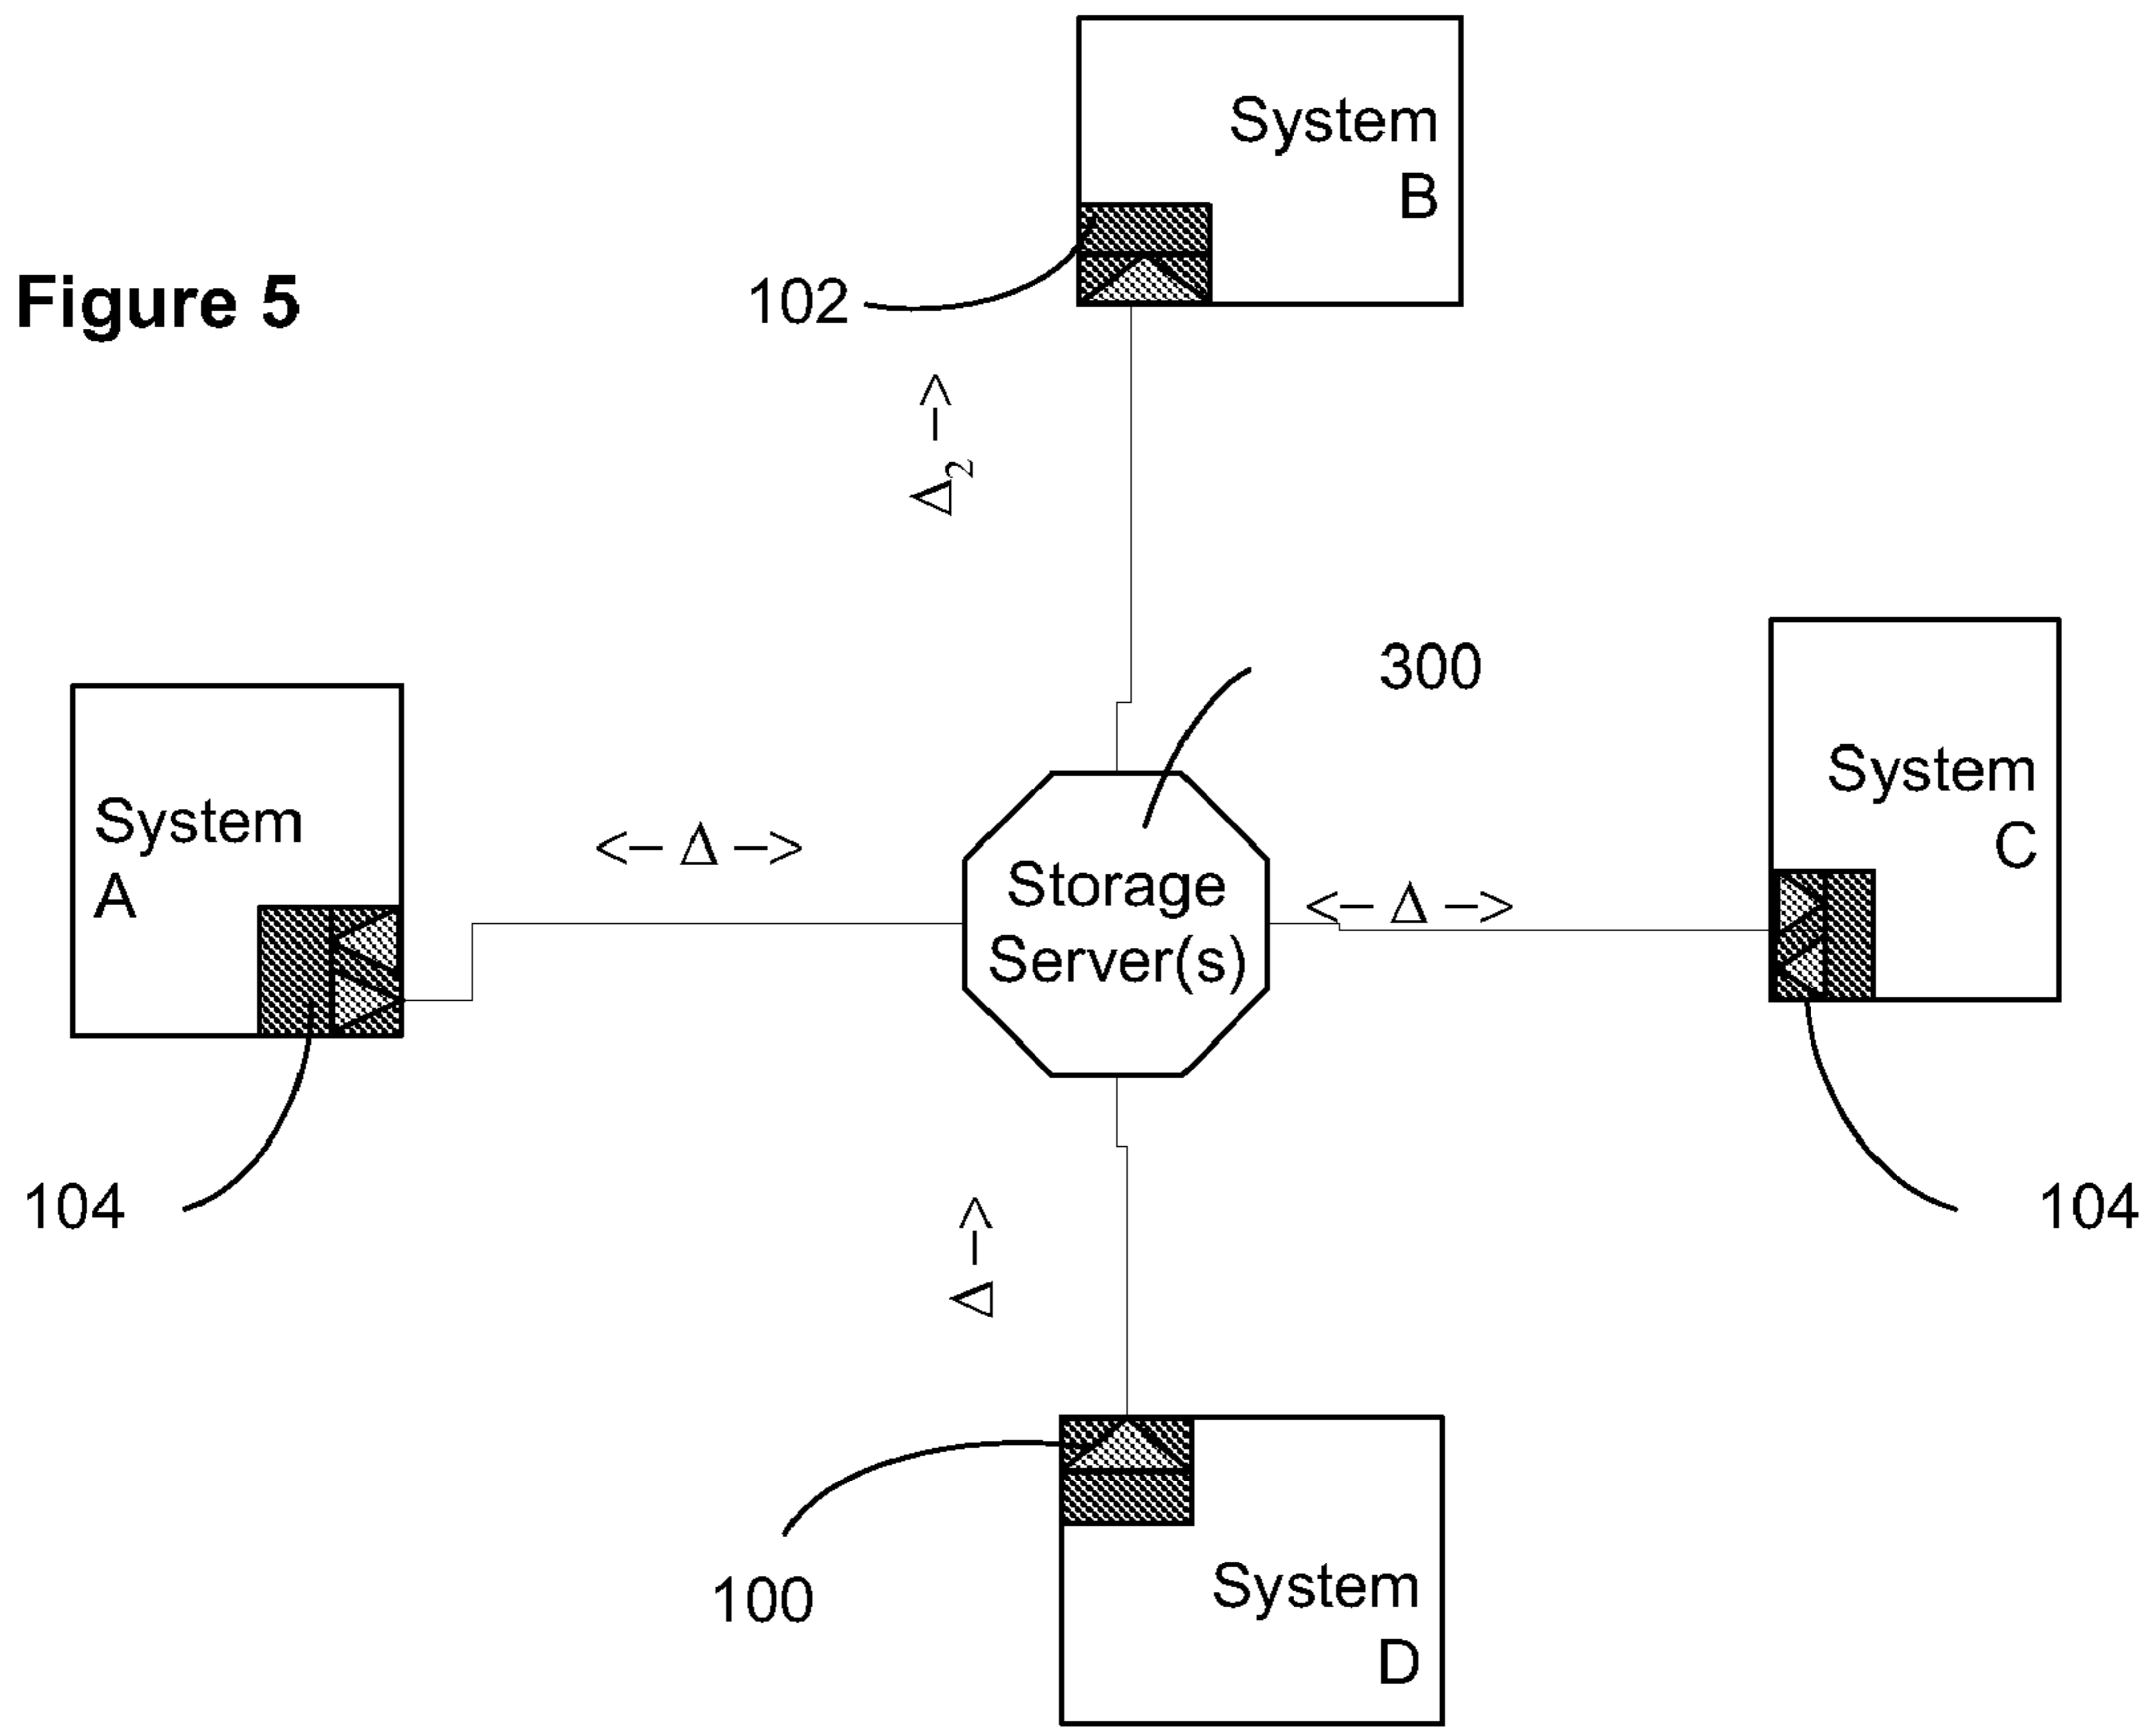 System
B
Figure 5
102
Δ2 –>
300
System
C
System
A
<– Δ –>
Storage
Server(s)
<– Δ –>
104
104
Δ –>
100
System
D